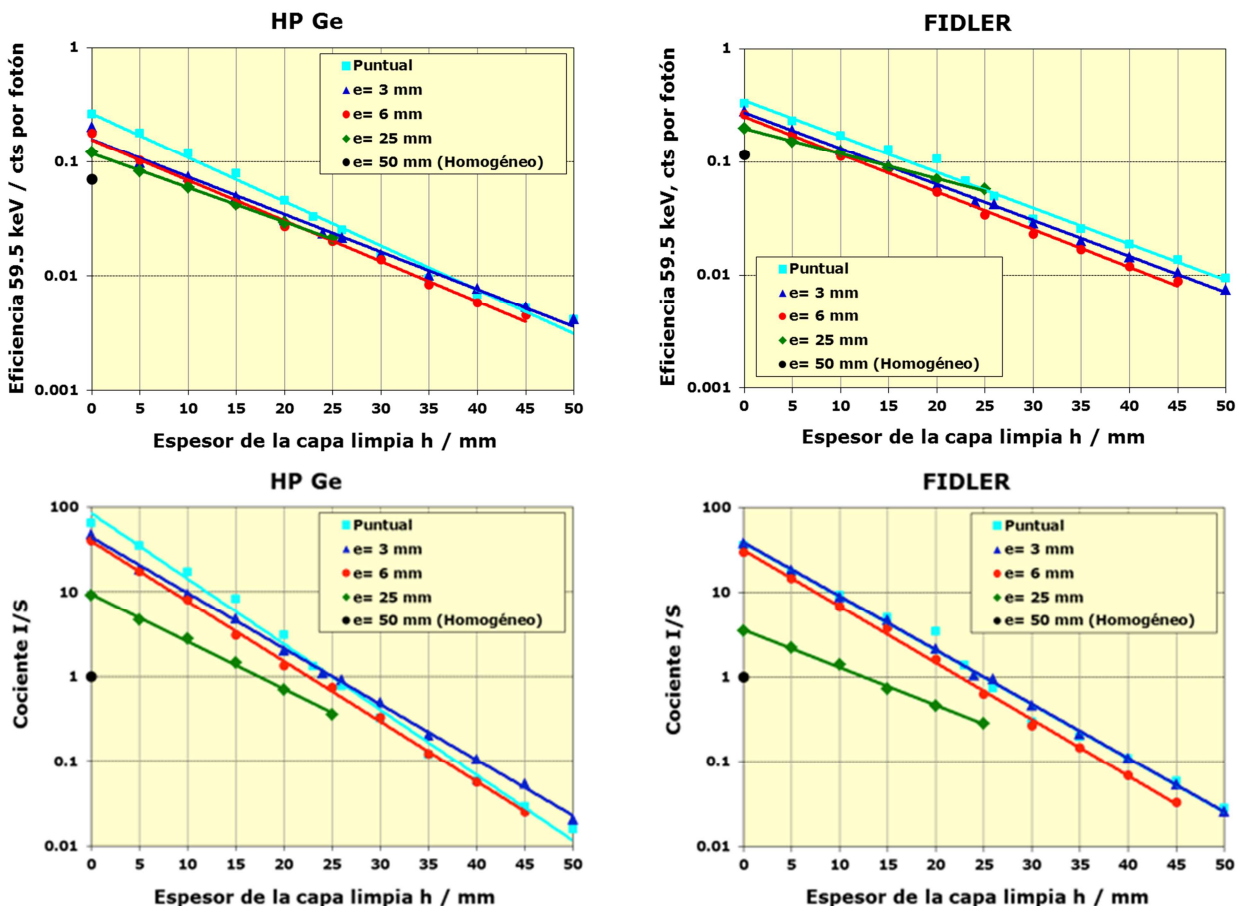 HP Ge
Eficiencia 59.5 keV / cts por fotón
1
0.1
0.01
0.001
Puntual
e= 3 mm
e= 6 mm
e= 25 mm
e= 50 mm (Homogéneo)
0 5 10 15 20 25 30 35 40 45 50
Espesor de la capa limpia h / mm
FIDLER
Eficiencia 59.5 keV, cts por fotón
1
0.1
0.01
0.001
Puntual
e= 3 mm
e= 6 mm
e= 25 mm
e= 50 mm (Homogéneo)
0 5 10 15 20 25 30 35 40 45 50
Espesor de la capa limpia h / mm
HP Ge
Cociente I/S
100
10
1
0.1
0.01
Puntual
e= 3 mm
e= 6 mm
e= 25 mm
e= 50 mm (Homogéneo)
0 5 10 15 20 25 30 35 40 45 50
Espesor de la capa limpia h / mm
FIDLER
Cociente I/S
100
10
1
0.1
0.01
Puntual
e= 3 mm
e= 6 mm
e= 25 mm
e= 50 mm (Homogéneo)
0 5 10 15 20 25 30 35 40 45 50
Espesor de la capa limpia h / mm